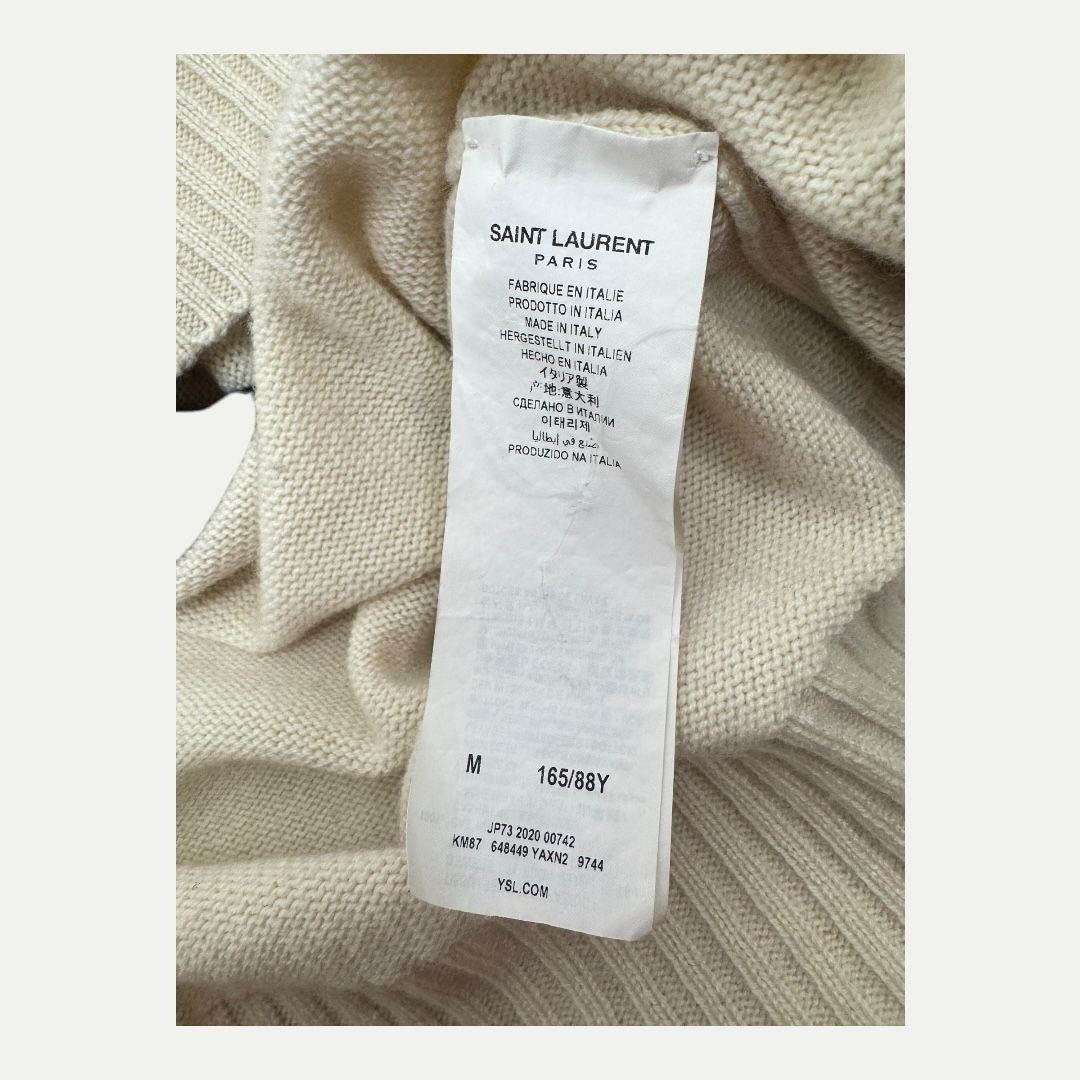 SAINT LAURENT
PARIS
FABRIQUE EN ITALIE
PRODOTTO IN ITALIA
MADE IN ITALY
HERGESTELLT IN ITALIEN
HECHO EN ITALIA
イタリア製
产地:意大利
СДЕЛАНО В ИТАЛИИ
이태리제
صنع في إيطاليا
PRODUZIDO NA ITALIA
M 165/88Y
JP73 2020 00742
KM87 648449 YAXN2 9744
YSL.COM